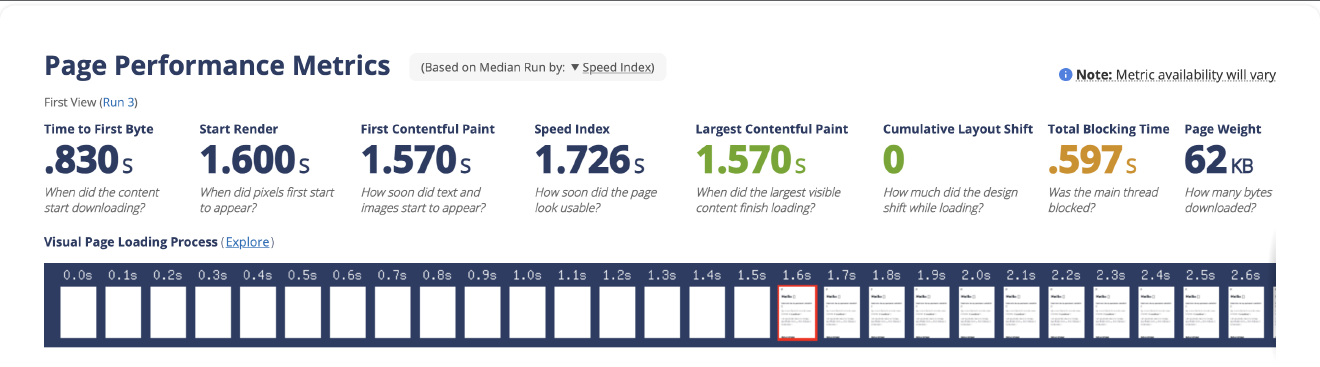 Page Performance Metrics (Based on Median Run by: ▼ Speed Index)
Note: Metric availability will vary
First View (Run 3)
Time to First Byte
.830 S
When did the content
start downloading?
Start Render
1.600 S
When did pixels first start
to appear?
First Contentful Paint
1.570 S
How soon did text and
images start to appear?
Speed Index
1.726 S
How soon did the page
look usable?
Largest Contentful Paint
1.570 S
When did the largest visible
content finish loading?
Cumulative Layout Shift
0
How much did the design
shift while loading?
Total Blocking Time
.597 S
Was the main thread
blocked?
Page Weight
62 KB
How many bytes
downloaded?
Visual Page Loading Process (Explore)
0.0s 0.1s 0.2s 0.3s 0.4s 0.5s 0.6s 0.7s 0.8s 0.9s 1.0s 1.1s 1.2s 1.3s 1.4s 1.5s 1.6s 1.7s 1.8s 1.9s 2.0s 2.1s 2.2s 2.3s 2.4s 2.5s 2.6s
Hello